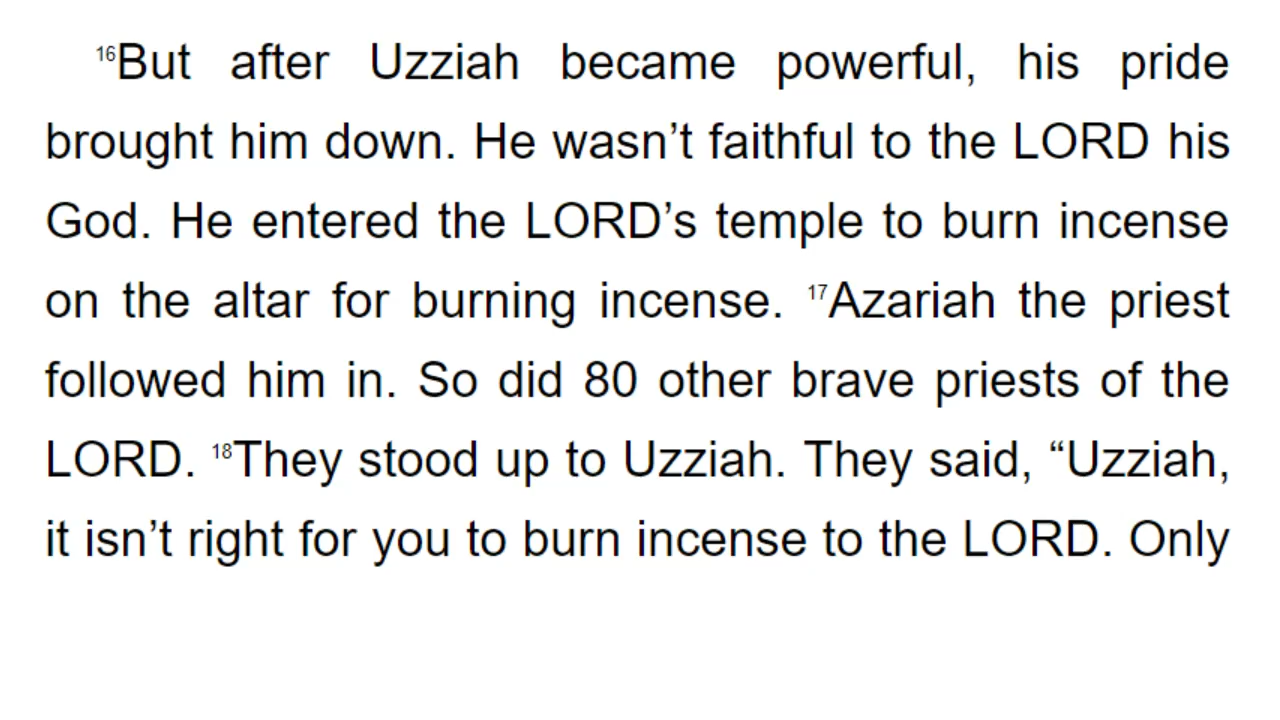 16But after Uzziah became powerful, his pride
brought him down. He wasn’t faithful to the LORD his
God. He entered the LORD’s temple to burn incense
on the altar for burning incense. 17Azariah the priest
followed him in. So did 80 other brave priests of the
LORD. 18They stood up to Uzziah. They said, “Uzziah,
it isn’t right for you to burn incense to the LORD. Only